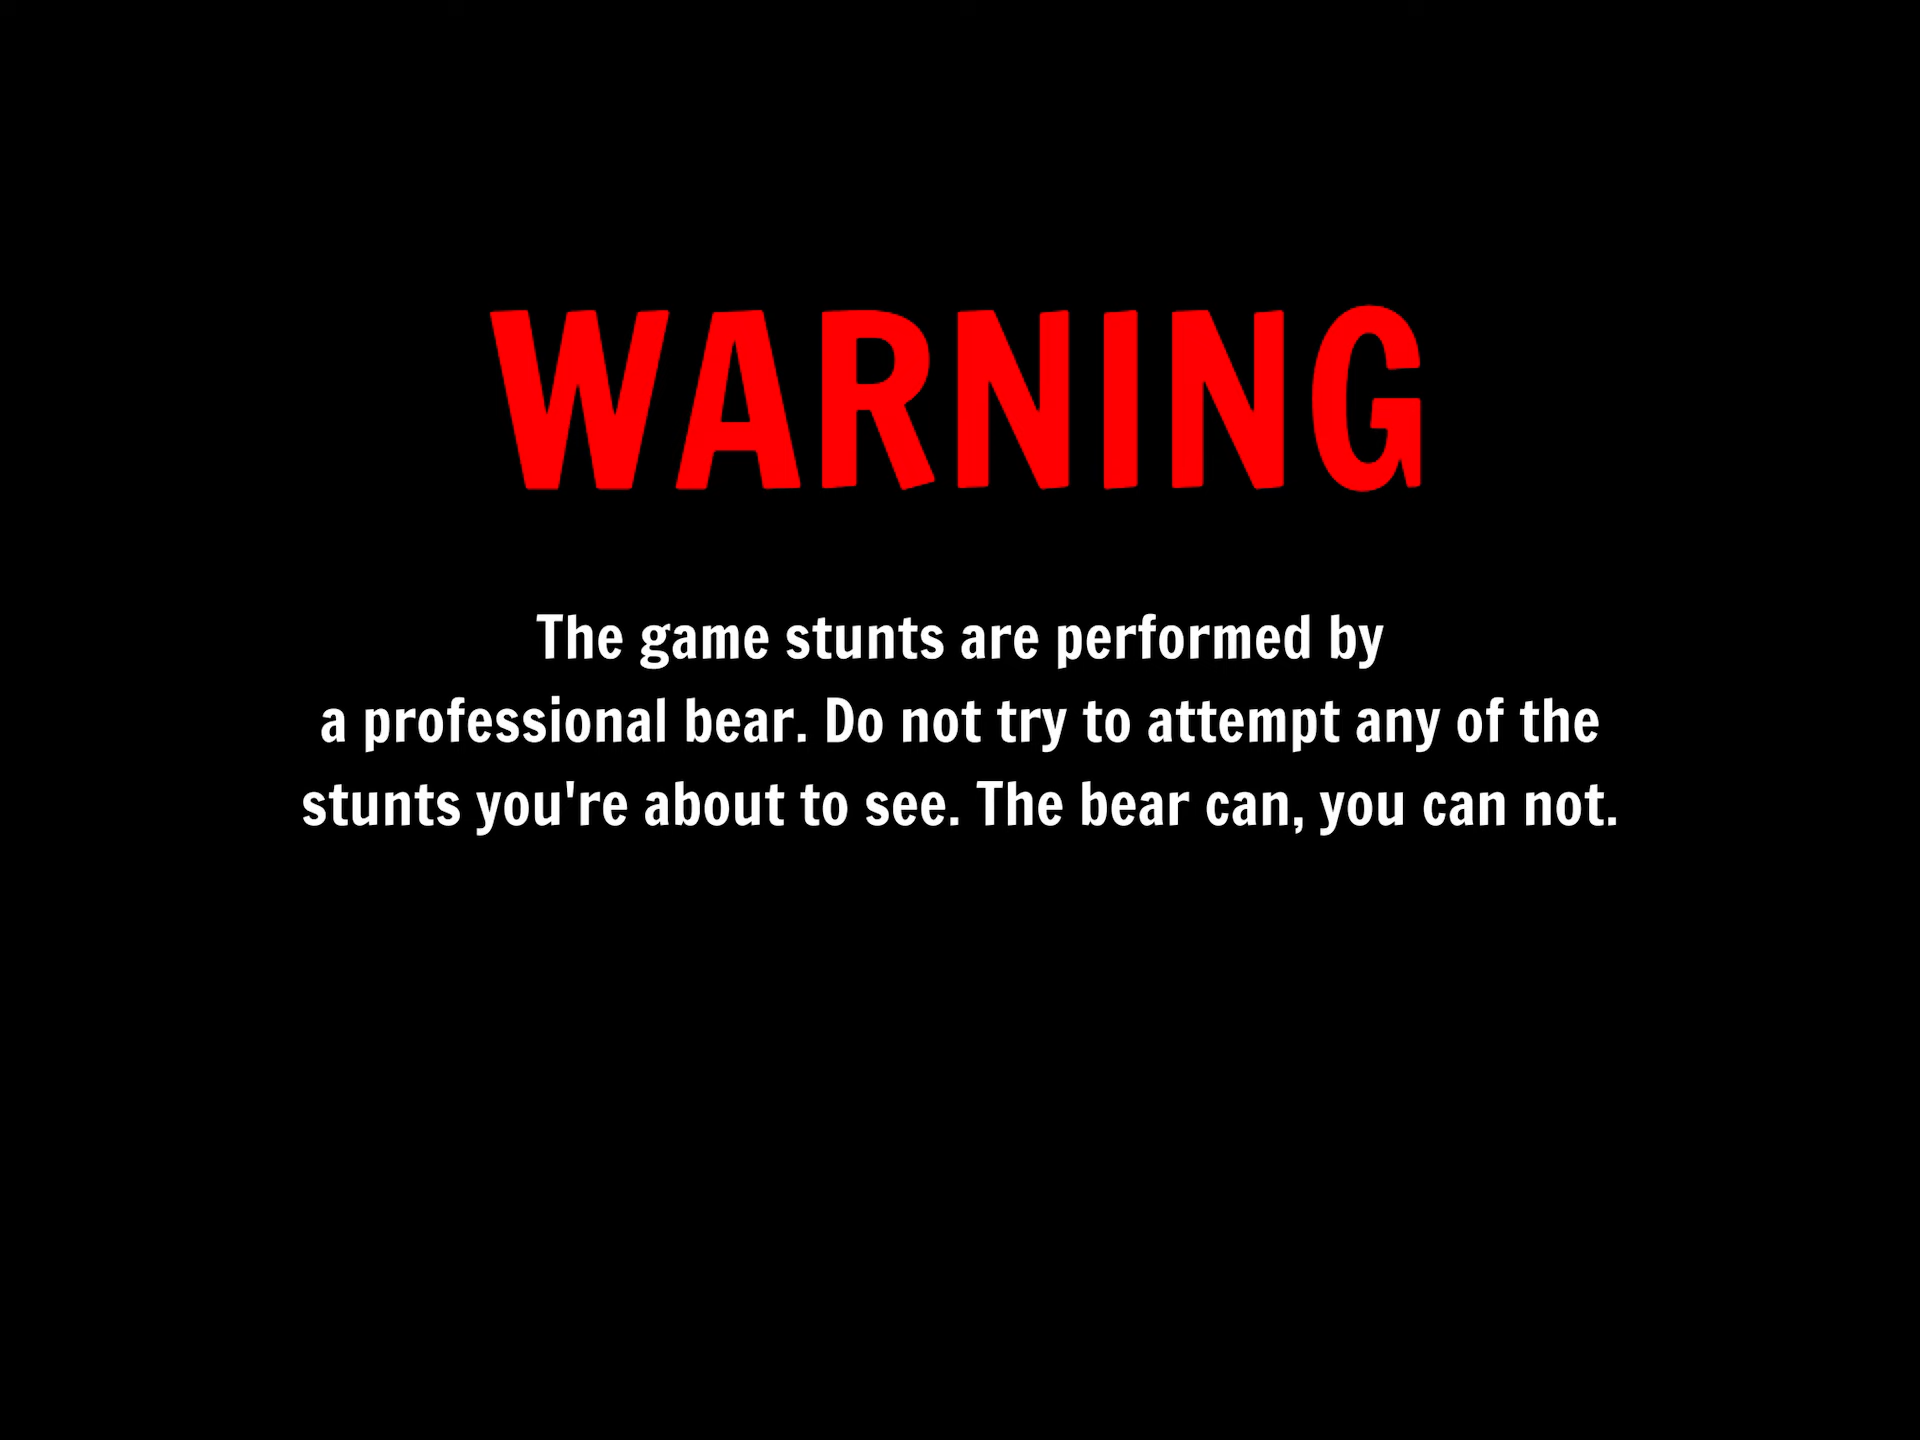 WARNING
The game stunts are performed by
a professional bear. Do not try to attempt any of the
stunts you're about to see. The bear can, you can not.